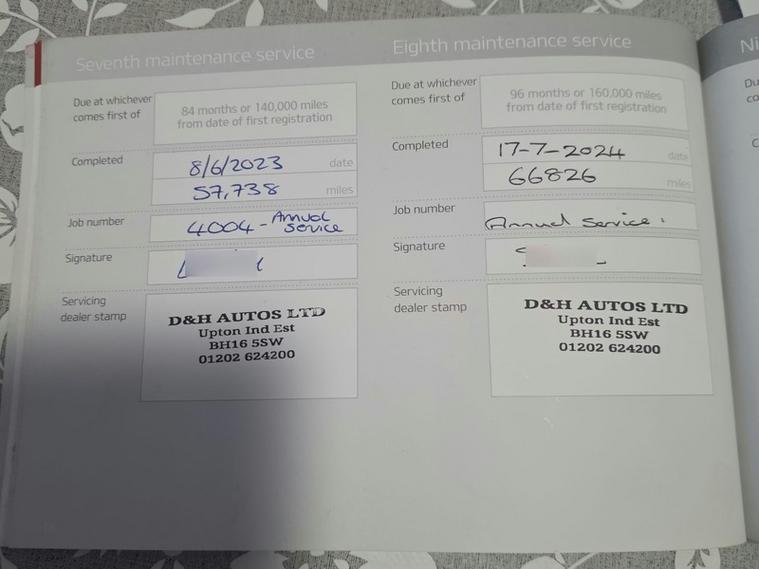 Seventh maintenance service
Due at whichever
comes first of
84 months or 140,000 miles
from date of first registration
Completed
8/6/2023 date
57,738 miles
Job number
4004 - Annual
service
Signature
Servicing
dealer stamp
D&H AUTOS LTD
Upton Ind Est
BH16 5SW
01202 624200
Eighth maintenance service
Due at whichever
comes first of
96 months or 160,000 miles
from date of first registration
Completed
17-7-2024 date
66826 miles
Job number
Annual Service.
Signature
Servicing
dealer stamp
D&H AUTOS LTD
Upton Ind Est
BH16 5SW
01202 624200